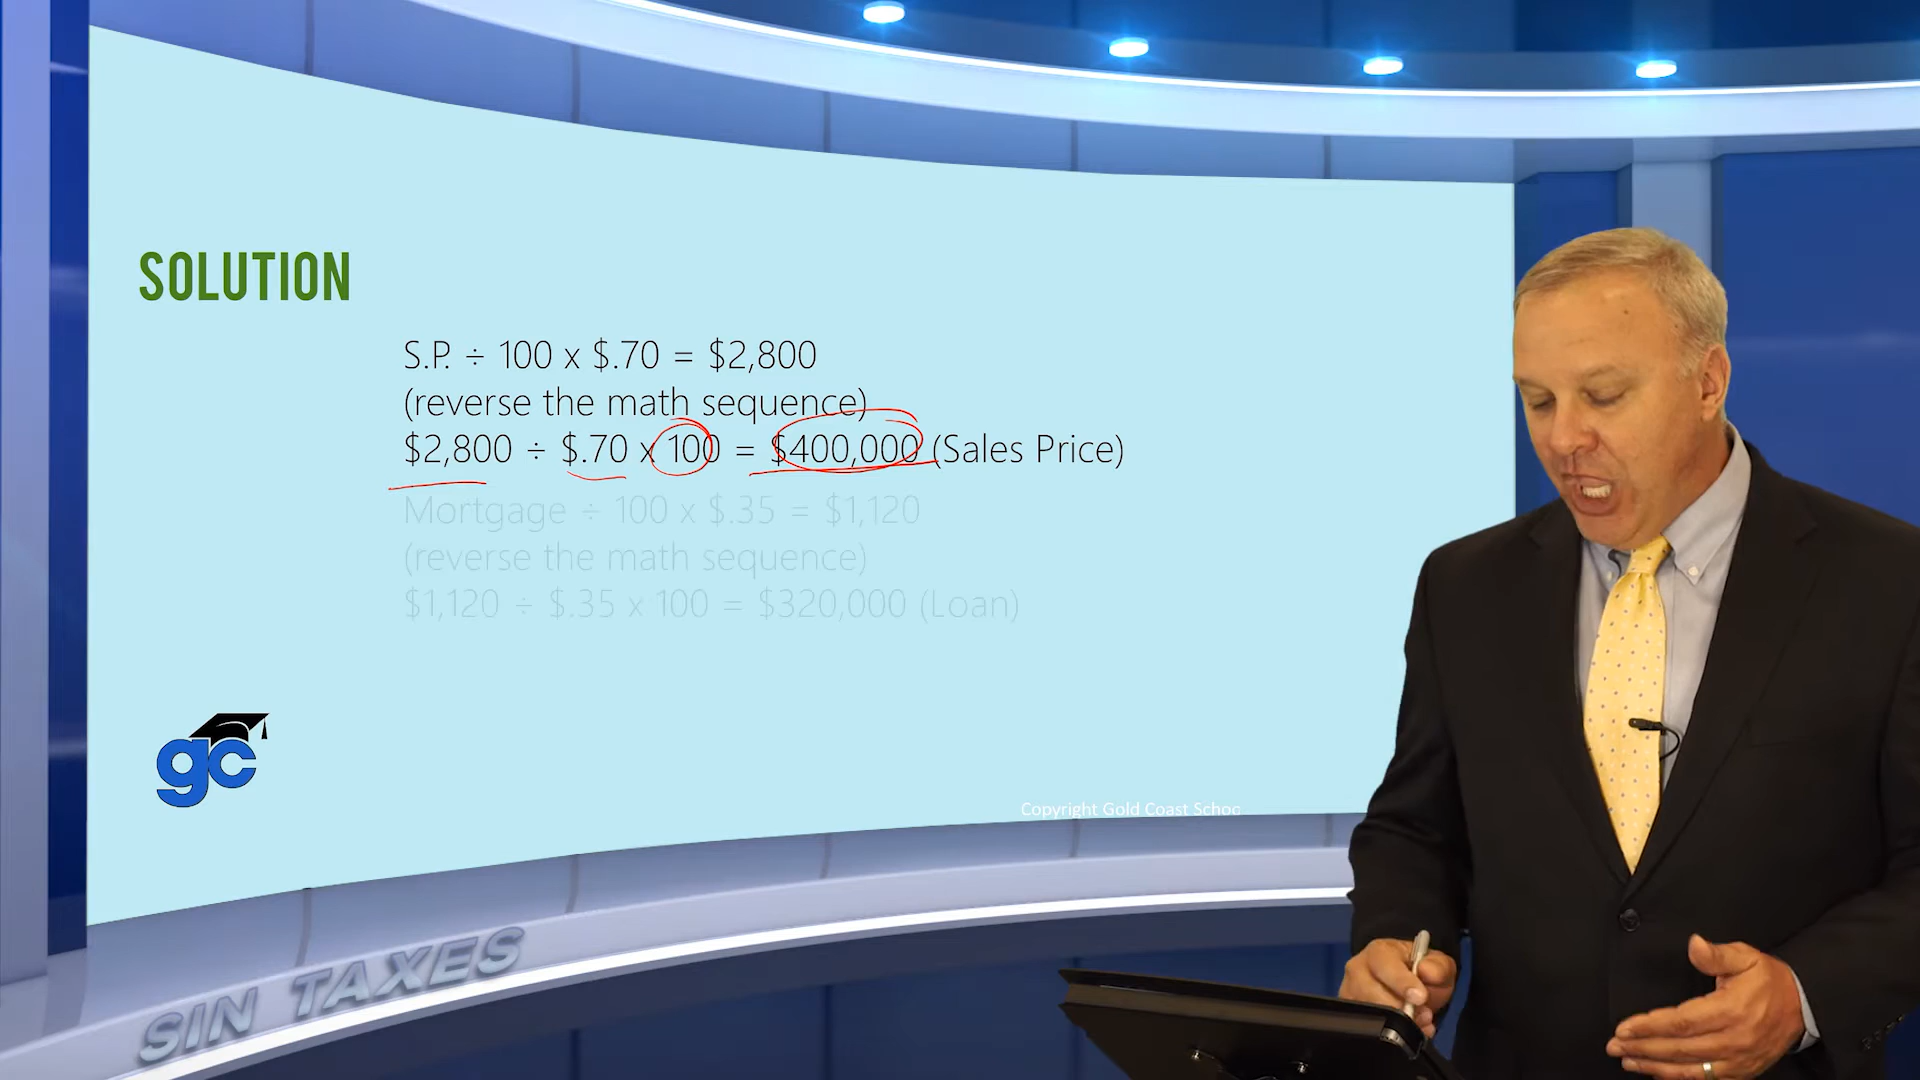 SOLUTION
S.P. ÷ 100 x $.70 = $2,800
(reverse the math sequence)
$2,800 ÷ $.70 x 100 = $400,000 (Sales Price)
Mortgage ÷ 100 x $.35 = $1,120
(reverse the math sequence)
$1,120 ÷ $.35 x 100 = $320,000 (Loan)
gc
Copyright Gold Coast Schoo
SIN TAXES